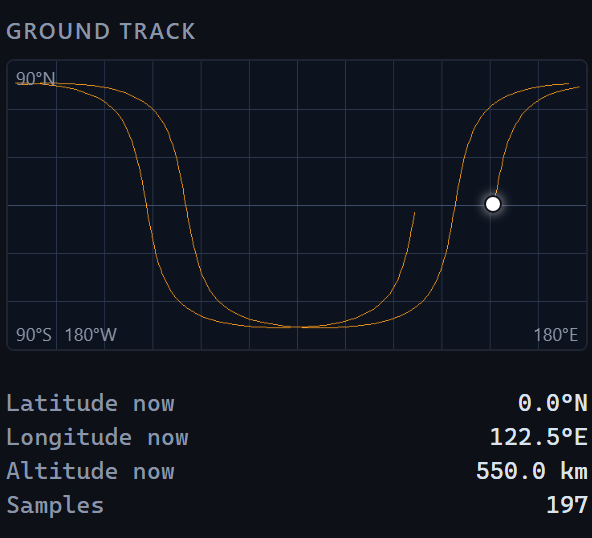 GROUND TRACK
90°N
90°S 180°W 180°E
Latitude now 0.0°N
Longitude now 122.5°E
Altitude now 550.0 km
Samples 197